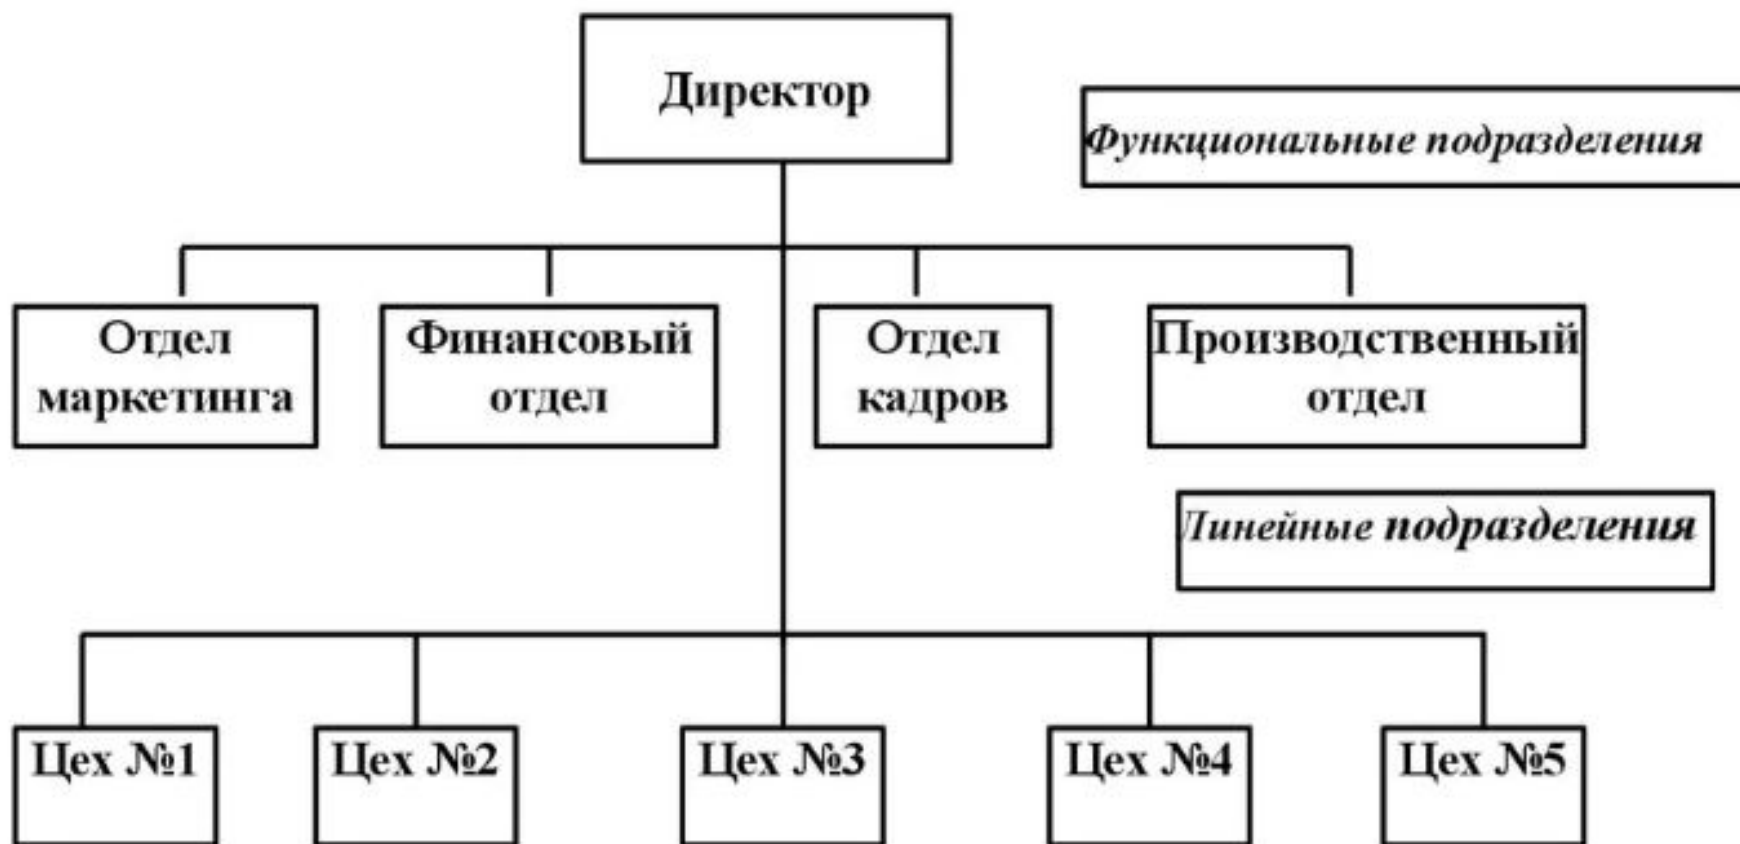 Директор
Функциональные подразделения
Отдел
маркетинга
Финансовый
отдел
Отдел
кадров
Производственный
отдел
Линейные подразделения
Цех №1
Цех №2
Цех №3
Цех №4
Цех №5